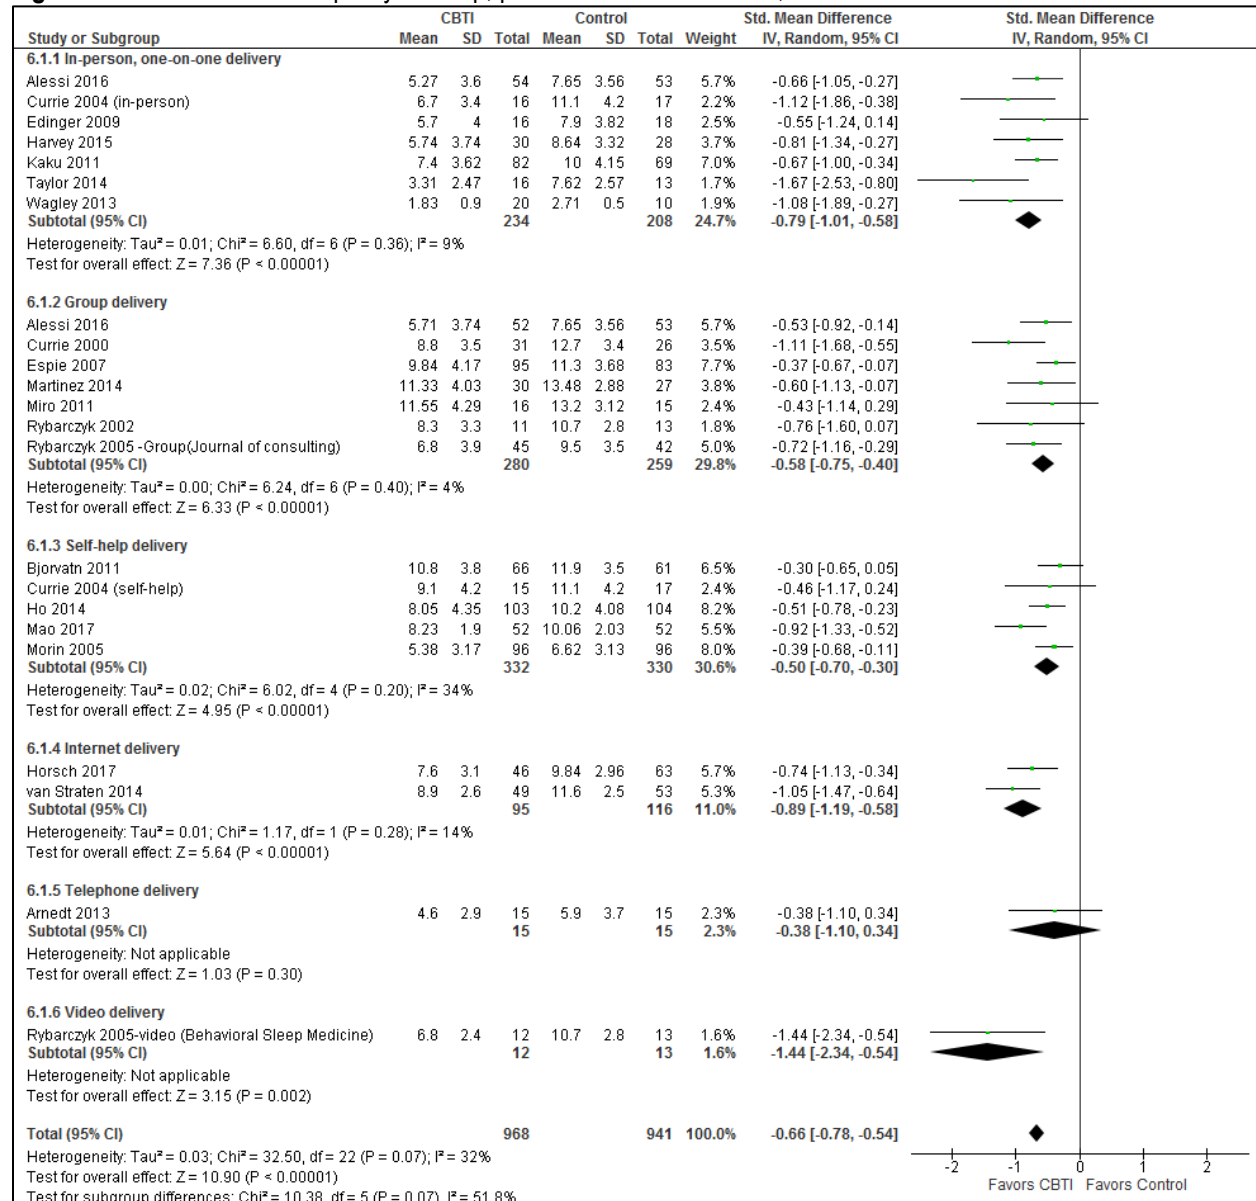 CBTI Control Std. Mean Difference Std. Mean Difference
Study or Subgroup Mean SD Total Mean SD Total Weight IV, Random, 95% CI IV, Random, 95% CI
6.1.1 In-person, one-on-one delivery
Alessi 2016 5.27 3.6 54 7.65 3.56 53 5.7% -0.66 [-1.05, -0.27]
Currie 2004 (in-person) 6.7 3.4 16 11.1 4.2 17 2.2% -1.12 [-1.86, -0.38]
Edinger 2009 5.7 4 16 7.9 3.82 18 2.5% -0.55 [-1.24, 0.14]
Harvey 2015 5.74 3.74 30 8.64 3.32 28 3.7% -0.81 [-1.34, -0.27]
Kaku 2011 7.4 3.62 82 10 4.15 69 7.0% -0.67 [-1.00, -0.34]
Taylor 2014 3.31 2.47 16 7.62 2.57 13 1.7% -1.67 [-2.53, -0.80]
Wagley 2013 1.83 0.9 20 2.71 0.5 10 1.9% -1.08 [-1.89, -0.27]
Subtotal (95% CI) 234 208 24.7% -0.79 [-1.01, -0.58]
Heterogeneity: Tau² = 0.01; Chi² = 6.60, df = 6 (P = 0.36); I² = 9%
Test for overall effect: Z = 7.36 (P < 0.00001)
6.1.2 Group delivery
Alessi 2016 5.71 3.74 52 7.65 3.56 53 5.7% -0.53 [-0.92, -0.14]
Currie 2000 8.8 3.5 31 12.7 3.4 26 3.5% -1.11 [-1.68, -0.55]
Espie 2007 9.84 4.17 95 11.3 3.68 83 7.7% -0.37 [-0.67, -0.07]
Martinez 2014 11.33 4.03 30 13.48 2.88 27 3.8% -0.60 [-1.13, -0.07]
Miro 2011 11.55 4.29 16 13.2 3.12 15 2.4% -0.43 [-1.14, 0.29]
Rybarczyk 2002 8.3 3.3 11 10.7 2.8 13 1.8% -0.76 [-1.60, 0.07]
Rybarczyk 2005 -Group(Journal of consulting) 6.8 3.9 45 9.5 3.5 42 5.0% -0.72 [-1.16, -0.29]
Subtotal (95% CI) 280 259 29.8% -0.58 [-0.75, -0.40]
Heterogeneity: Tau² = 0.00; Chi² = 6.24, df = 6 (P = 0.40); I² = 4%
Test for overall effect: Z = 6.33 (P < 0.00001)
6.1.3 Self-help delivery
Bjorvatn 2011 10.8 3.8 66 11.9 3.5 61 6.5% -0.30 [-0.65, 0.05]
Currie 2004 (self-help) 9.1 4.2 15 11.1 4.2 17 2.4% -0.46 [-1.17, 0.24]
Ho 2014 8.05 4.35 103 10.2 4.08 104 8.2% -0.51 [-0.78, -0.23]
Mao 2017 8.23 1.9 52 10.06 2.03 52 5.5% -0.92 [-1.33, -0.52]
Morin 2005 5.38 3.17 96 6.62 3.13 96 8.0% -0.39 [-0.68, -0.11]
Subtotal (95% CI) 332 330 30.6% -0.50 [-0.70, -0.30]
Heterogeneity: Tau² = 0.02; Chi² = 6.02, df = 4 (P = 0.20); I² = 34%
Test for overall effect: Z = 4.95 (P < 0.00001)
6.1.4 Internet delivery
Horsch 2017 7.6 3.1 46 9.84 2.96 63 5.7% -0.74 [-1.13, -0.34]
van Straten 2014 8.9 2.6 49 11.6 2.5 53 5.3% -1.05 [-1.47, -0.64]
Subtotal (95% CI) 95 116 11.0% -0.89 [-1.19, -0.58]
Heterogeneity: Tau² = 0.01; Chi² = 1.17, df = 1 (P = 0.28); I² = 14%
Test for overall effect: Z = 5.64 (P < 0.00001)
6.1.5 Telephone delivery
Arnedt 2013 4.6 2.9 15 5.9 3.7 15 2.3% -0.38 [-1.10, 0.34]
Subtotal (95% CI) 15 15 2.3% -0.38 [-1.10, 0.34]
Heterogeneity: Not applicable
Test for overall effect: Z = 1.03 (P = 0.30)
6.1.6 Video delivery
Rybarczyk 2005-video (Behavioral Sleep Medicine) 6.8 2.4 12 10.7 2.8 13 1.6% -1.44 [-2.34, -0.54]
Subtotal (95% CI) 12 13 1.6% -1.44 [-2.34, -0.54]
Heterogeneity: Not applicable
Test for overall effect: Z = 3.15 (P = 0.002)
Total (95% CI) 968 941 100.0% -0.66 [-0.78, -0.54]
Heterogeneity: Tau² = 0.03; Chi² = 32.50, df = 22 (P = 0.07); I² = 32%
Test for overall effect: Z = 10.90 (P < 0.00001)
Test for subgroup differences: Chi² = 10.38, df = 5 (P = 0.07), I² = 51.8%
-2 -1 0 1 2
Favors CBTI Favors Control